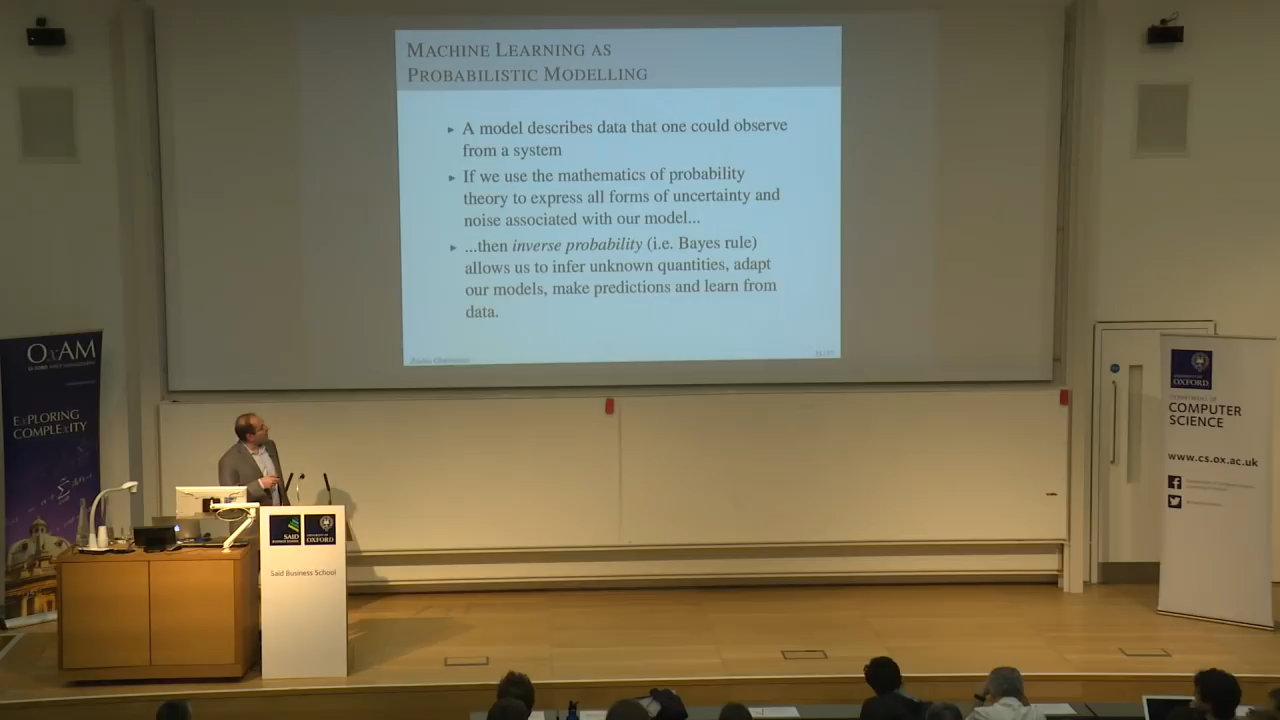 MACHINE LEARNING AS
PROBABILISTIC MODELLING
▸ A model describes data that one could observe
from a system
▸ If we use the mathematics of probability
theory to express all forms of uncertainty and
noise associated with our model...
▸ ...then inverse probability (i.e. Bayes rule)
allows us to infer unknown quantities, adapt
our models, make predictions and learn from
data.
OxAM
EXPLORING
COMPLEXITY
SAID
BUSINESS SCHOOL
UNIVERSITY OF
OXFORD
Saïd Business School
UNIVERSITY OF
OXFORD
DEPARTMENT OF
COMPUTER
SCIENCE
www.cs.ox.ac.uk